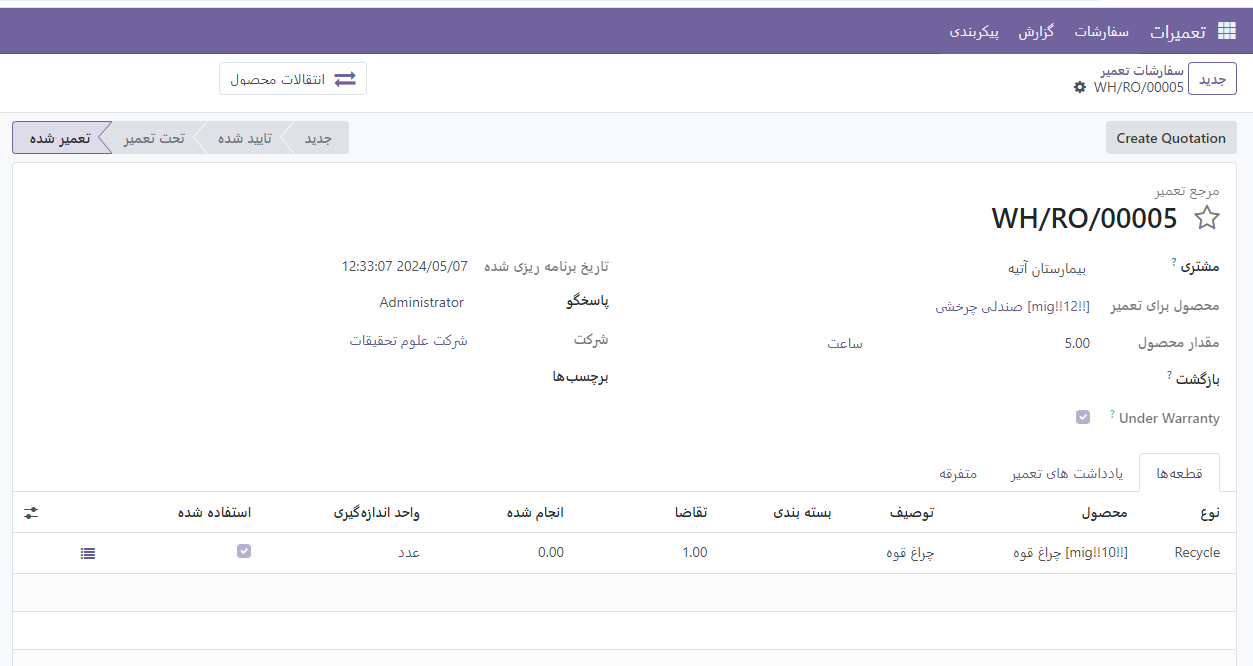 تعمیرات سفارشات گزارش پیکربندی
جدید
سفارشات تعمیر
WH/RO/00005
انتقالات محصول
Create Quotation
جدید تایید شده تحت تعمیر تعمیر شده
مرجع تعمیر
WH/RO/00005
مشتری ? بیمارستان آتیه
محصول برای تعمیر [mig!!12!!] صندلی چرخشی
مقدار محصول 5.00 ساعت
بازگشت ?
Under Warranty ?
تاریخ برنامه ریزی شده 2024/05/07 12:33:07
پاسخگو Administrator
شرکت شرکت علوم تحقیقات
برچسب‌ها
قطعه‌ها یادداشت های تعمیر متفرقه
نوع محصول توصیف بسته بندی تقاضا انجام شده واحد اندازه‌گیری استفاده شده
Recycle [mig!!10!!] چراغ قوه چراغ قوه 1.00 0.00 عدد